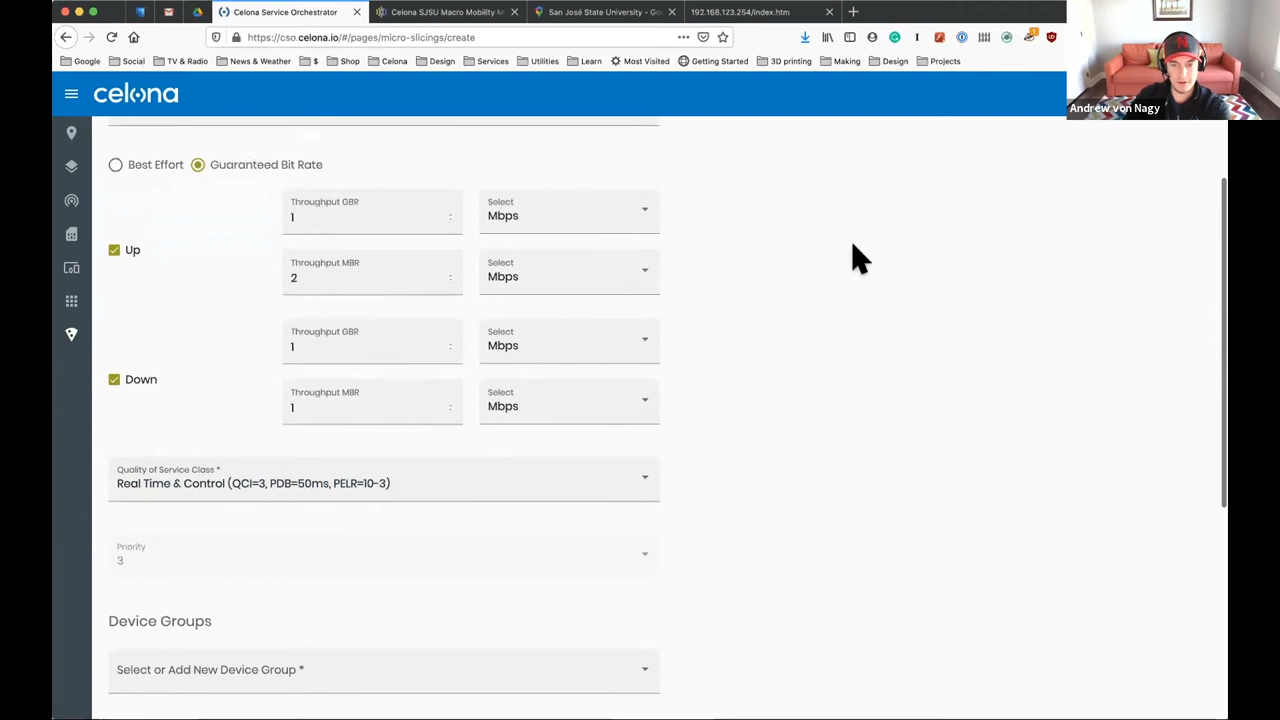 Celona Service Orchestrator
Celona SJSU Macro Mobility M
San José State University - Go
192.168.123.254/index.htm
https://cso.celona.io/#/pages/micro-slicings/create
Google
Social
TV & Radio
News & Weather
$
Shop
Celona
Design
Services
Utilities
Learn
Most Visited
Getting Started
3D printing
Making
Design
Projects
Andrew von Nagy
celona
Best Effort
Guaranteed Bit Rate
Throughput GBR
1
Select
Mbps
Up
Throughput MBR
2
Select
Mbps
Throughput GBR
1
Select
Mbps
Down
Throughput MBR
1
Select
Mbps
Quality of Service Class *
Real Time & Control (QCI=3, PDB=50ms, PELR=10-3)
Priority
3
Device Groups
Select or Add New Device Group *